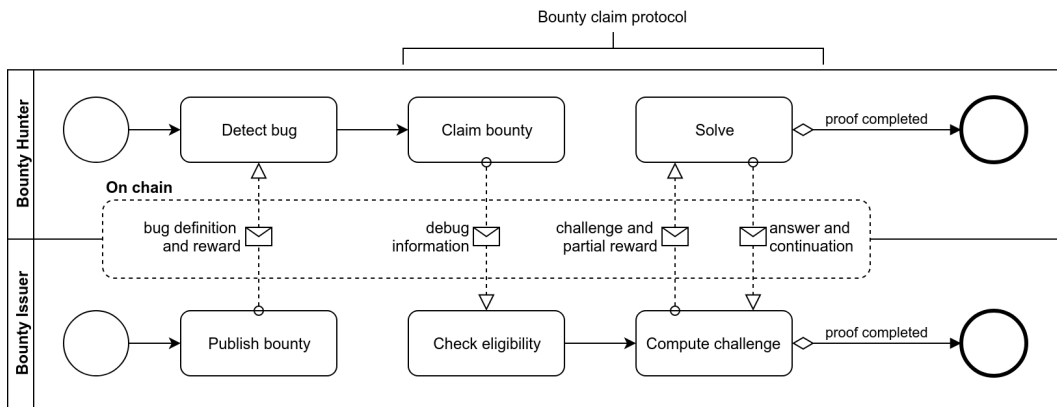 Bounty claim protocol
Bounty Hunter
Detect bug
Claim bounty
Solve
proof completed
On chain
bug definition
and reward
debug
information
challenge and
partial reward
answer and
continuation
Bounty Issuer
Publish bounty
Check eligibility
Compute challenge
proof completed